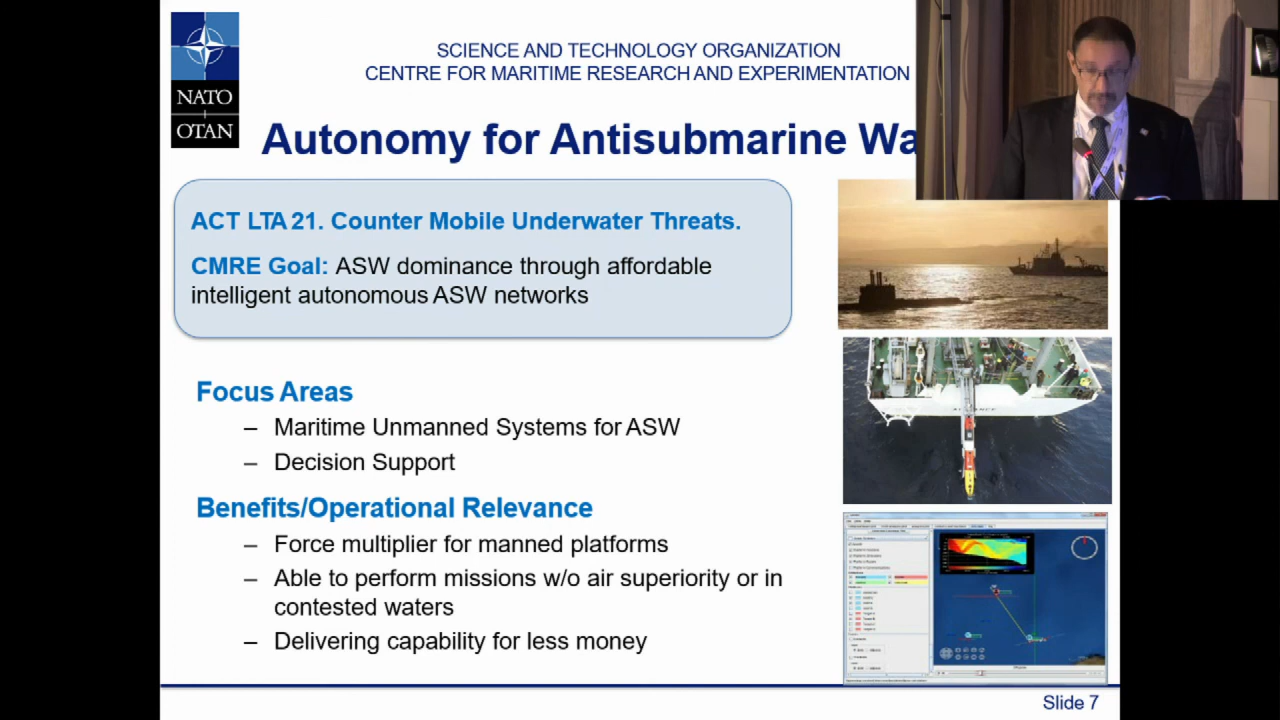 NATO
OTAN
SCIENCE AND TECHNOLOGY ORGANIZATION
CENTRE FOR MARITIME RESEARCH AND EXPERIMENTATION
Autonomy for Antisubmarine Wa
ACT LTA 21. Counter Mobile Underwater Threats.
CMRE Goal: ASW dominance through affordable
intelligent autonomous ASW networks
Focus Areas
– Maritime Unmanned Systems for ASW
– Decision Support
Benefits/Operational Relevance
– Force multiplier for manned platforms
– Able to perform missions w/o air superiority or in
contested waters
– Delivering capability for less money
Slide 7